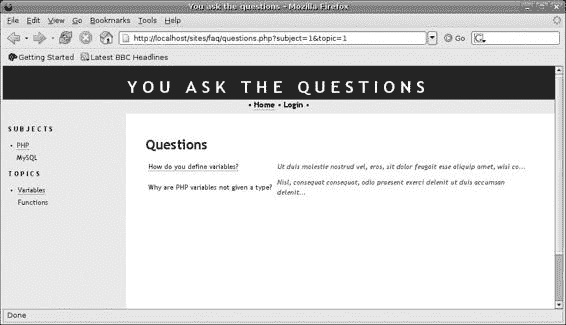 You ask the questions - Mozilla Firefox
File Edit View Go Bookmarks Tools Help
http://localhost/sites/faq/questions.php?subject=1&topic=1 Go
Getting Started Latest BBC Headlines
YOU ASK THE QUESTIONS
• Home • Login •
SUBJECTS
• PHP
MySQL
TOPICS
• Variables
Functions
Questions
How do you define variables? Ut duis molestie nostrud vel, eros, sit dolor feugait esse aliquip amet, wisi co...
Why are PHP variables not given a type? Nisl, consequat consequat, odio praesent exerci delenit ut duis accumsan
delenit...
Done